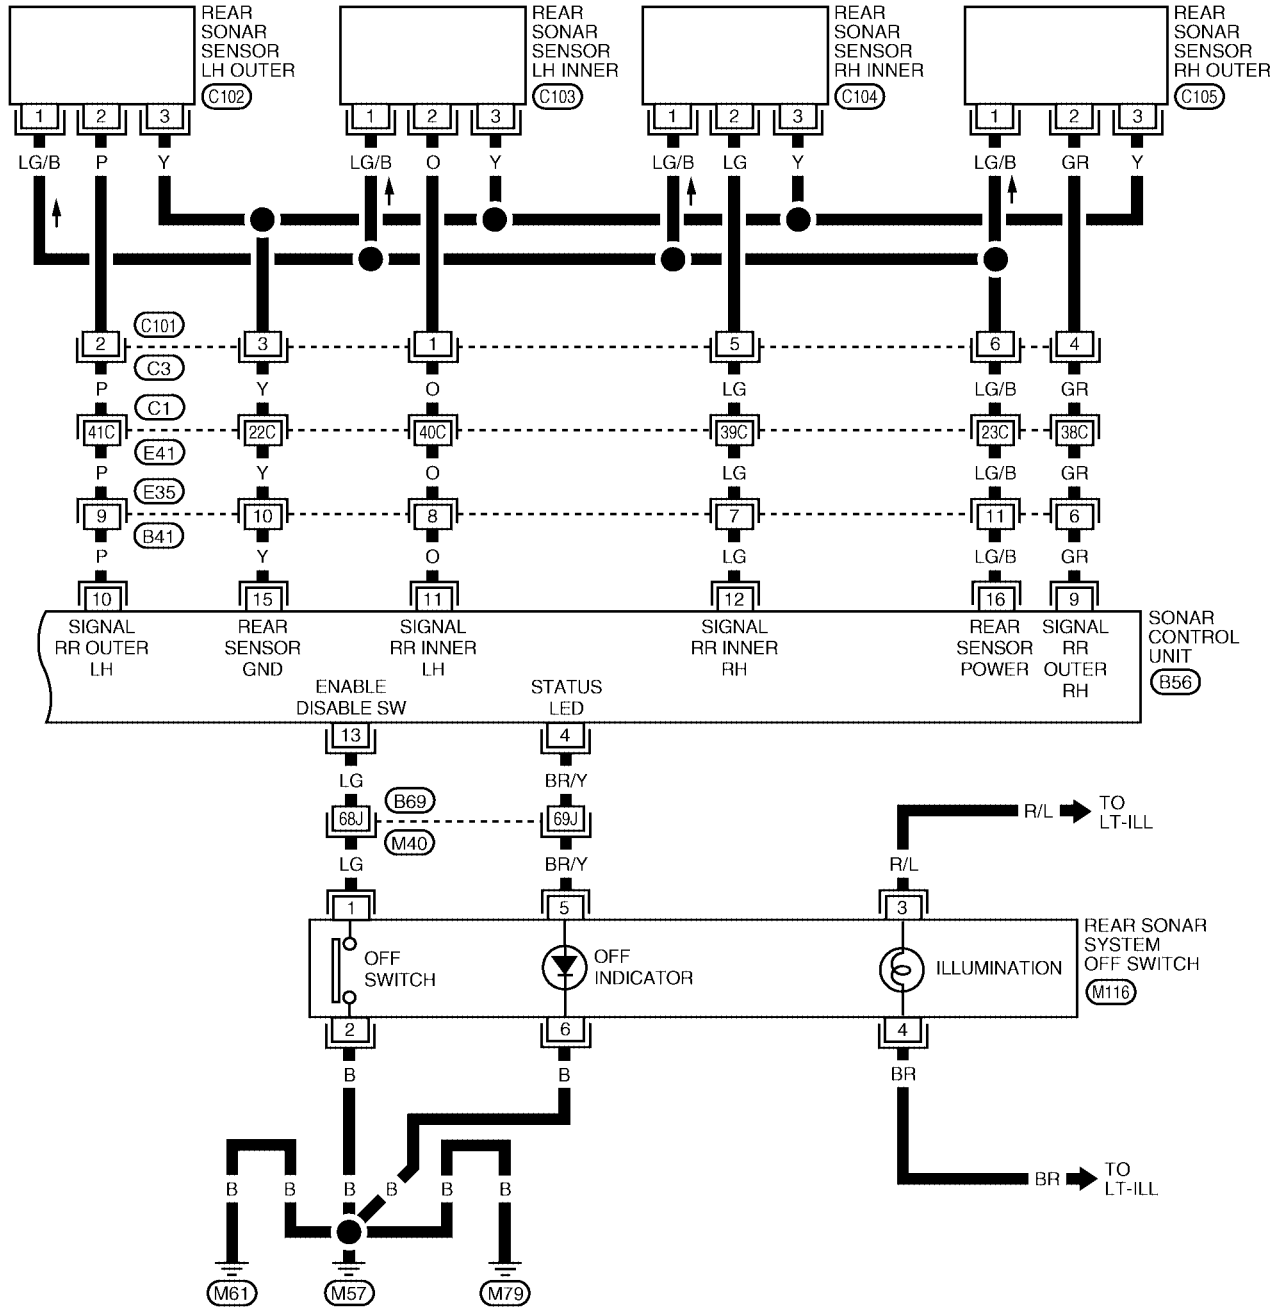 REAR
SONAR
SENSOR
LH OUTER
C102
REAR
SONAR
SENSOR
LH INNER
C103
REAR
SONAR
SENSOR
RH INNER
C104
REAR
SONAR
SENSOR
RH OUTER
C105
1 2 3 1 2 3 1 2 3 1 2 3
LG/B P Y LG/B O Y LG/B LG Y LG/B GR Y
C101
2 3 1 5 6 4
C3
P Y O LG LG/B GR
C1
41C 22C 40C 39C 23C 38C
E41
P Y O LG LG/B GR
E35
9 10 8 7 11 6
B41
P Y O LG LG/B GR
10 15 11 12 16 9
SIGNAL
RR OUTER
LH
REAR
SENSOR
GND
SIGNAL
RR INNER
LH
SIGNAL
RR INNER
RH
REAR
SENSOR
POWER
SIGNAL
RR
OUTER
RH
SONAR
CONTROL
UNIT
B56
ENABLE
DISABLE SW
STATUS
LED
13 4
LG BR/Y
B69
68J 69J
M40
LG BR/Y
R/L
TO
LT-ILL
R/L
1 5 3
OFF
SWITCH
OFF
INDICATOR
ILLUMINATION
REAR SONAR
SYSTEM
OFF SWITCH
M116
2 6 4
B B BR
B B B B B B
BR
TO
LT-ILL
M61 M57 M79